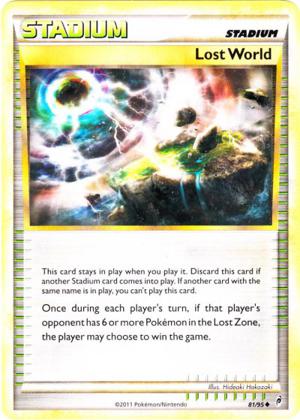 STADIUM
STADIUM
Lost World
This card stays in play when you play it. Discard this card if
another Stadium card comes into play. If another card with the
same name is in play, you can't play this card.
Once during each player's turn, if that player's
opponent has 6 or more Pokémon in the Lost Zone,
the player may choose to win the game.
Illus. Hideaki Hakozaki
©2011 Pokémon/Nintendo
81/95